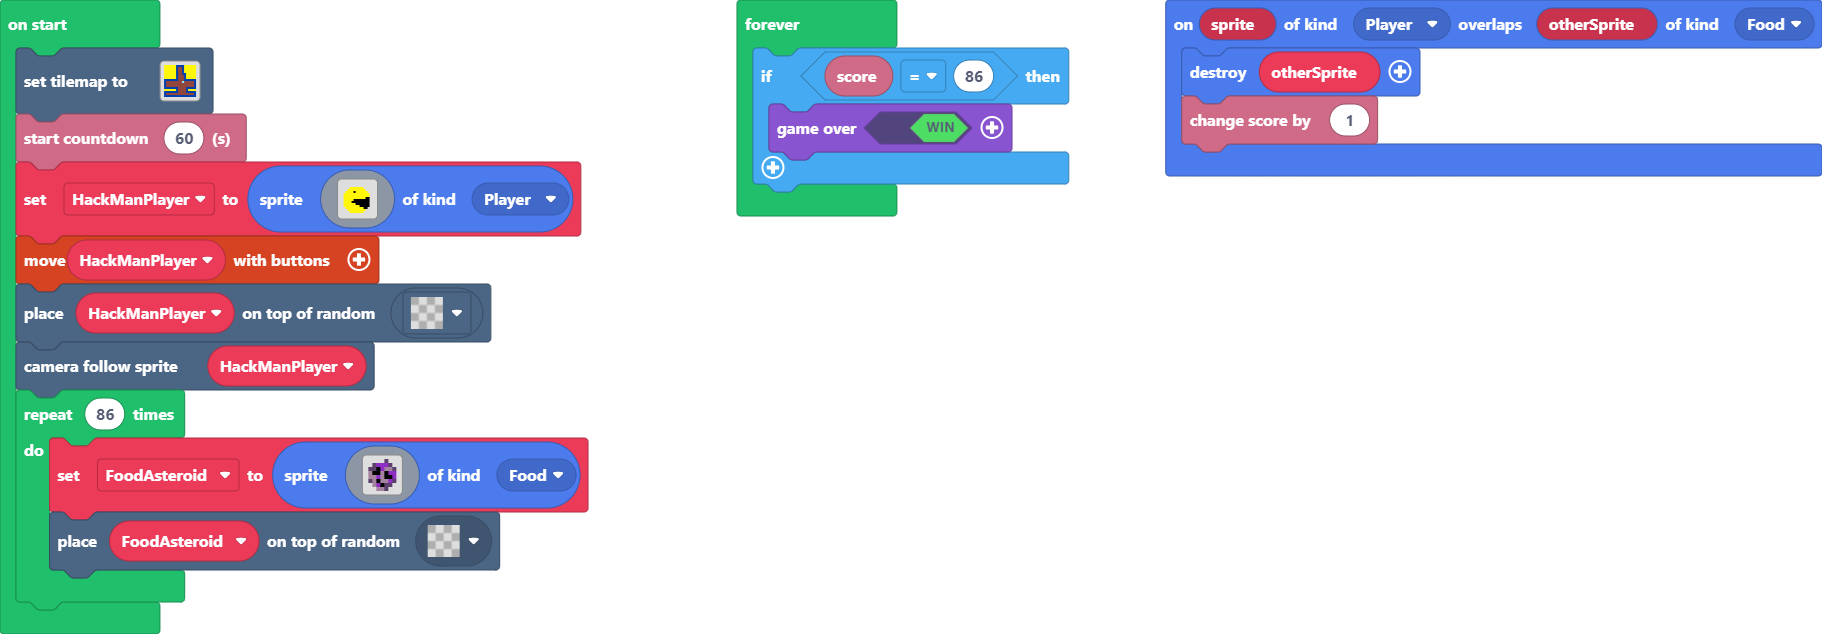 on start
set tilemap to
start countdown 60 (s)
set HackManPlayer to sprite of kind Player
move HackManPlayer with buttons
place HackManPlayer on top of random
camera follow sprite HackManPlayer
repeat 86 times
do
set FoodAsteroid to sprite of kind Food
place FoodAsteroid on top of random
forever
if score = 86 then
game over WIN
on sprite of kind Player overlaps otherSprite of kind Food
destroy otherSprite
change score by 1